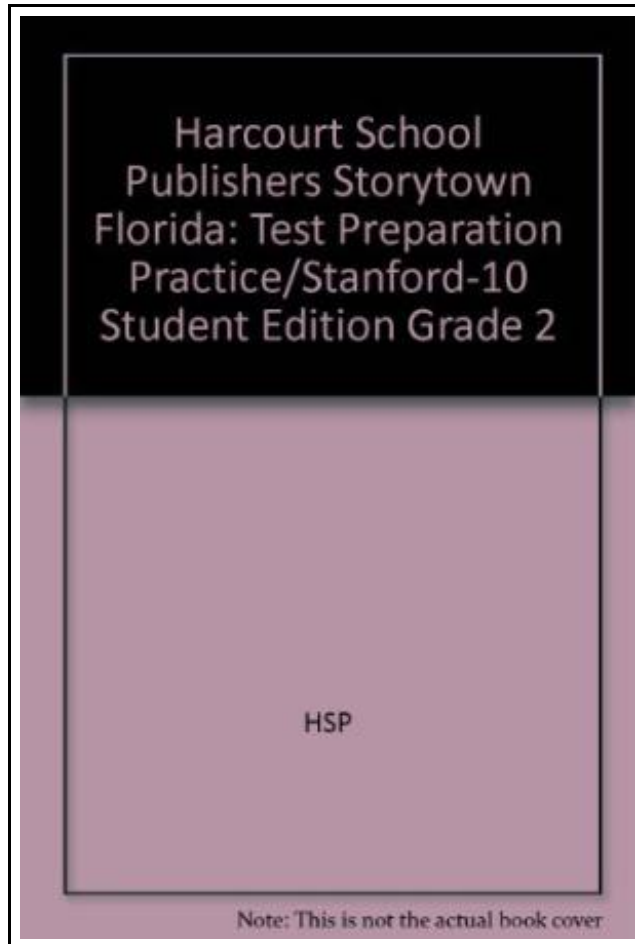 Harcourt School
Publishers Storytown
Florida: Test Preparation
Practice/Stanford-10
Student Edition Grade 2
HSP
Note: This is not the actual book cover